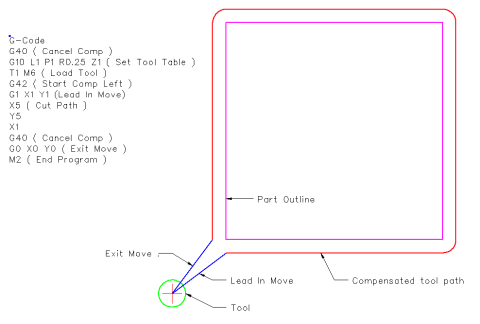 G-Code
G40 ( Cancel Comp )
G10 L1 P1 R0.25 Z1 ( Set Tool Table )
T1 M6 ( Load Tool )
G42 ( Start Comp Left )
G1 X1 Y1 (Lead In Move)
X5 ( Cut Path )
Y5
X1
G40 ( Cancel Comp )
G0 X0 Y0 ( Exit Move )
M2 ( End Program )
Part Outline
Exit Move
Lead In Move
Compensated tool path
Tool